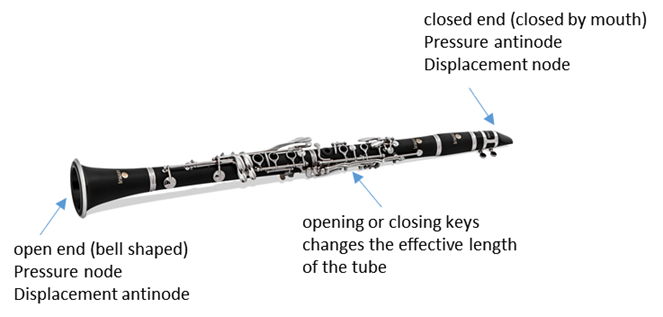 closed end (closed by mouth)
Pressure antinode
Displacement node
opening or closing keys
changes the effective length
of the tube
open end (bell shaped)
Pressure node
Displacement antinode